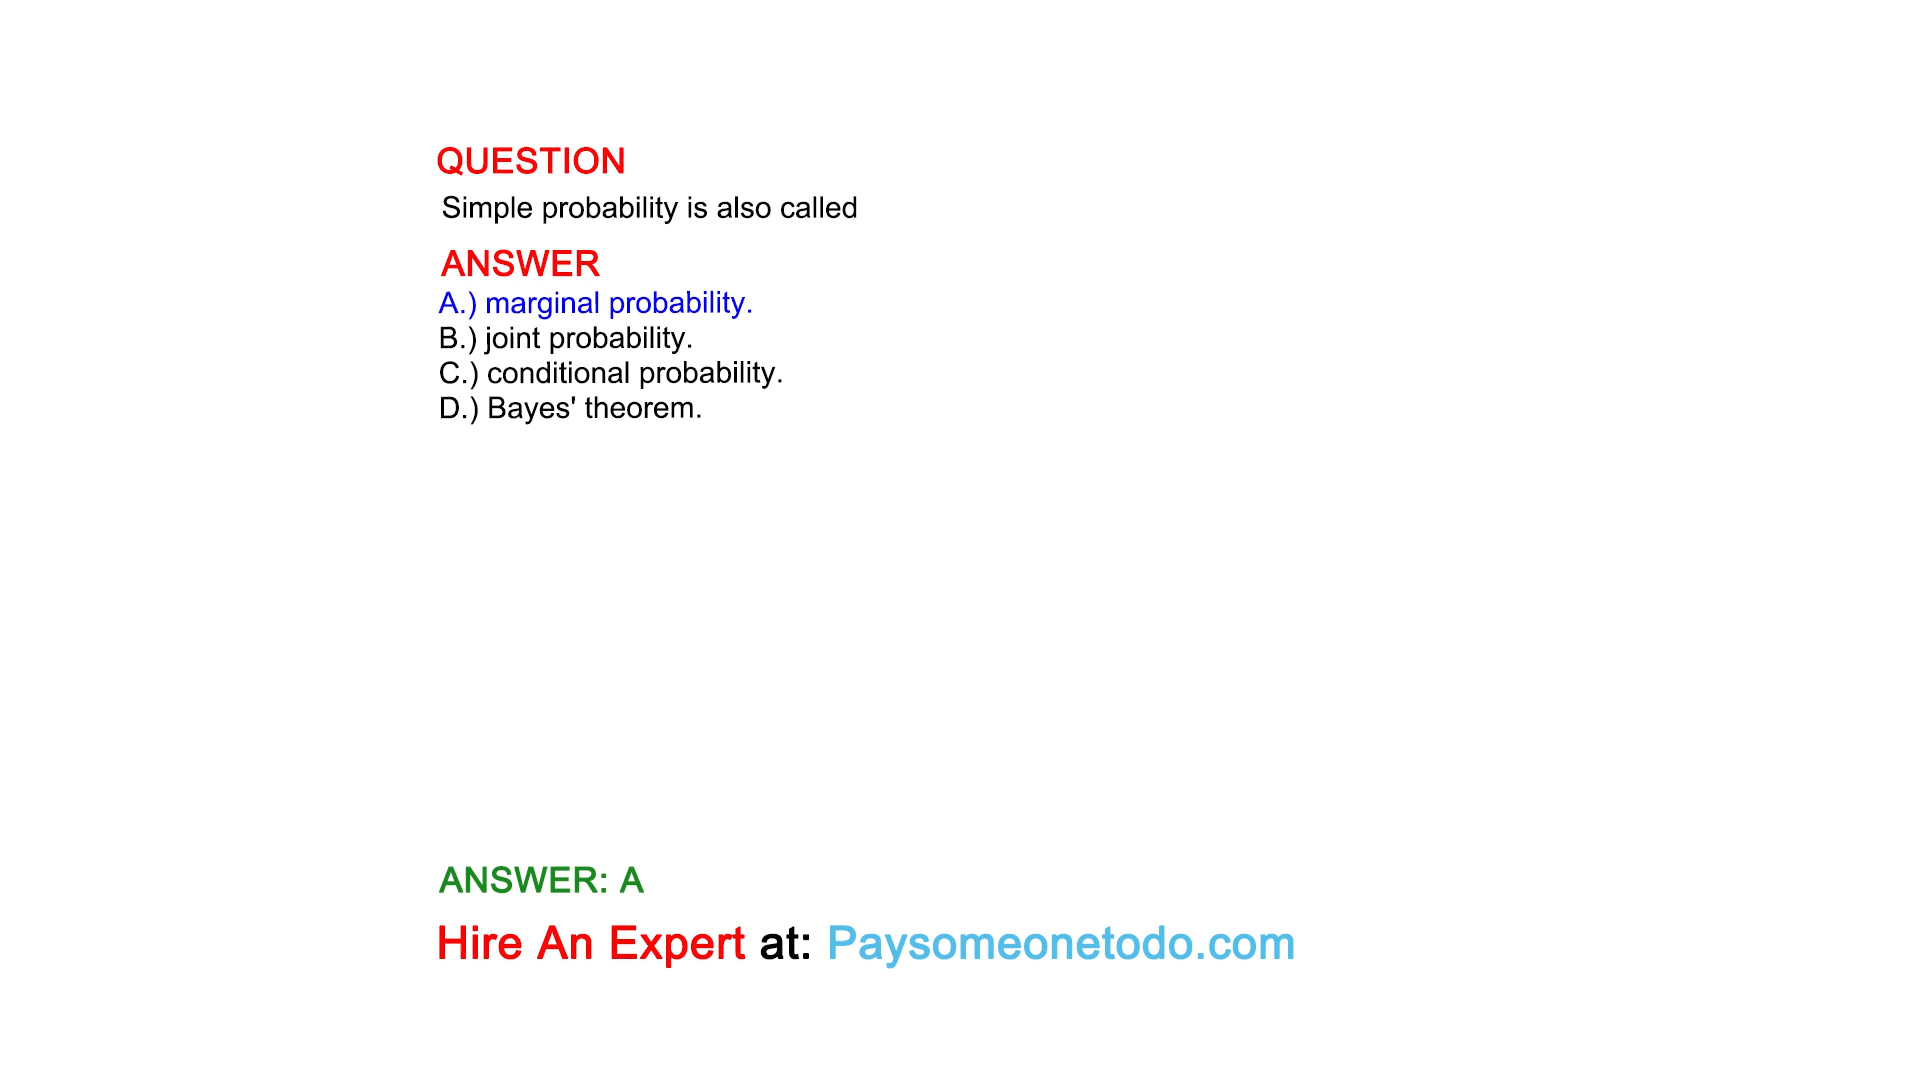 QUESTION
Simple probability is also called
ANSWER
A.) marginal probability.
B.) joint probability.
C.) conditional probability.
D.) Bayes' theorem.
ANSWER: A
Hire An Expert at: Paysomeonetodo.com